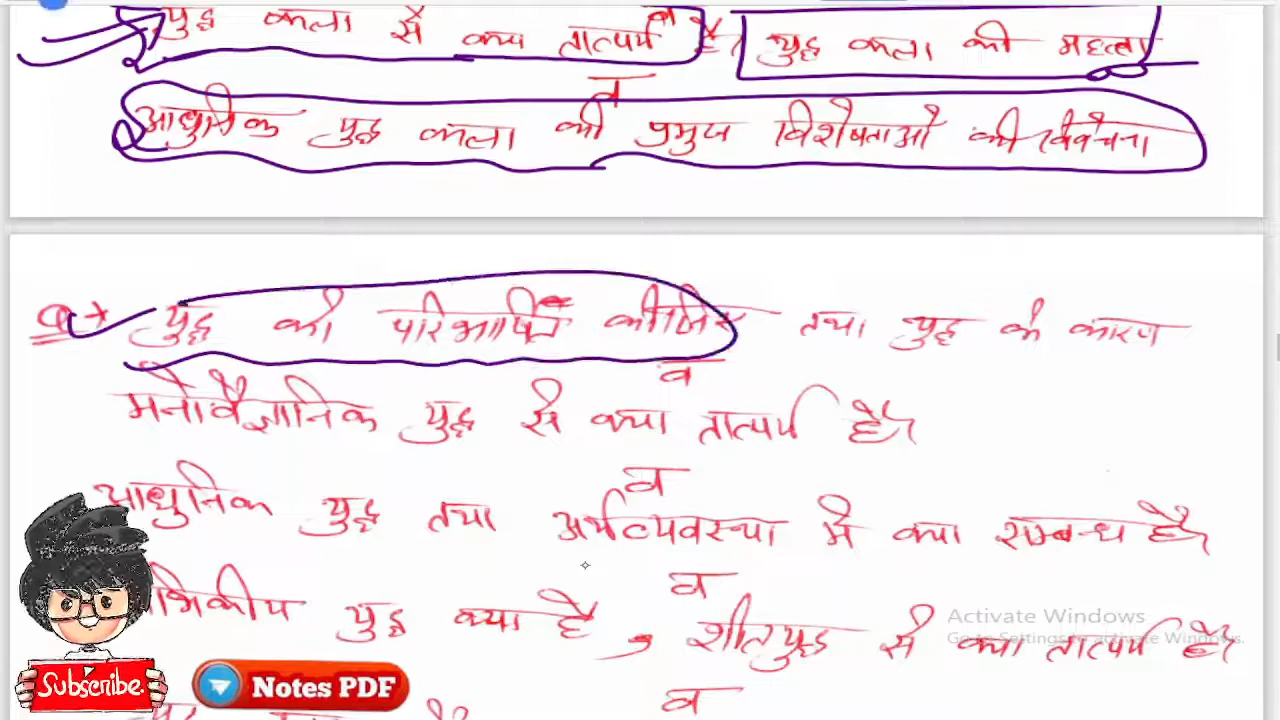 युद्ध कला से क्या तात्पर्य है। व युद्ध कला की महत्ता
व
आधुनिक युद्ध कला की प्रमुख विशेषताओं की विवेचना
Q* युद्ध को परिभाषित कीजिए तथा युद्ध के कारण
व
मनोवैज्ञानिक युद्ध से क्या तात्पर्य है।
व
आधुनिक युद्ध तथा अर्थव्यवस्था में क्या सम्बन्ध है।
व
युद्ध क्या है, शीतयुद्ध से क्या तात्पर्य है।
व
Activate Windows
Go to Settings to activate Windows.
Subscribe.
Notes PDF